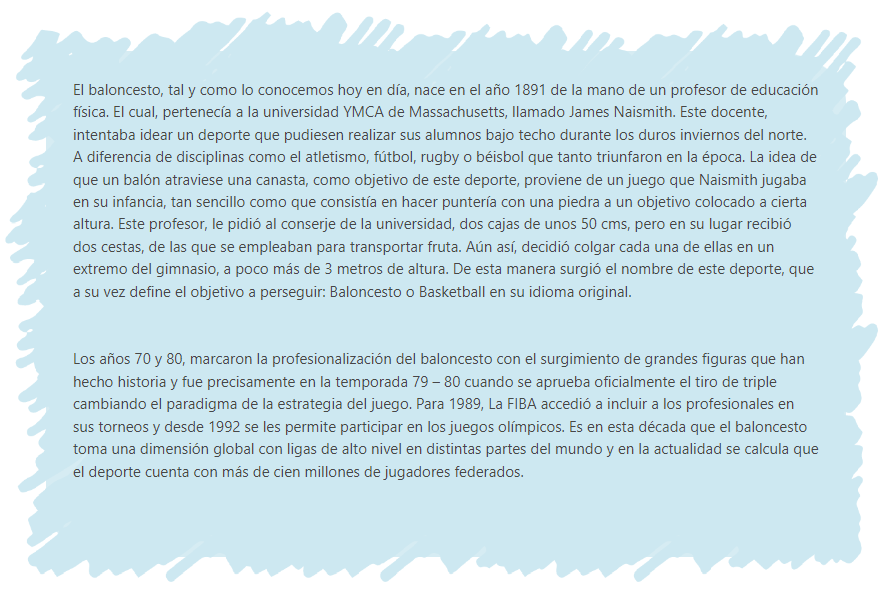 El baloncesto, tal y como lo conocemos hoy en día, nace en el año 1891 de la mano de un profesor de educación
física. El cual, pertenecía a la universidad YMCA de Massachusetts, llamado James Naismith. Este docente,
intentaba idear un deporte que pudiesen realizar sus alumnos bajo techo durante los duros inviernos del norte.
A diferencia de disciplinas como el atletismo, fútbol, rugby o béisbol que tanto triunfaron en la época. La idea de
que un balón atraviese una canasta, como objetivo de este deporte, proviene de un juego que Naismith jugaba
en su infancia, tan sencillo como que consistía en hacer puntería con una piedra a un objetivo colocado a cierta
altura. Este profesor, le pidió al conserje de la universidad, dos cajas de unos 50 cms, pero en su lugar recibió
dos cestas, de las que se empleaban para transportar fruta. Aún así, decidió colgar cada una de ellas en un
extremo del gimnasio, a poco más de 3 metros de altura. De esta manera surgió el nombre de este deporte, que
a su vez define el objetivo a perseguir: Baloncesto o Basketball en su idioma original.
Los años 70 y 80, marcaron la profesionalización del baloncesto con el surgimiento de grandes figuras que han
hecho historia y fue precisamente en la temporada 79 – 80 cuando se aprueba oficialmente el tiro de triple
cambiando el paradigma de la estrategia del juego. Para 1989, La FIBA accedió a incluir a los profesionales en
sus torneos y desde 1992 se les permite participar en los juegos olímpicos. Es en esta década que el baloncesto
toma una dimensión global con ligas de alto nivel en distintas partes del mundo y en la actualidad se calcula que
el deporte cuenta con más de cien millones de jugadores federados.